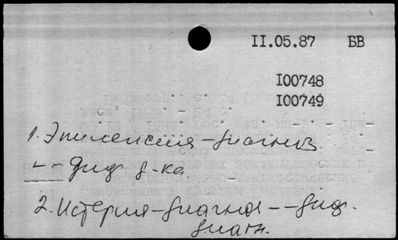 II.05.87 БВ
I00748
I00749
1. Эпилепсия – диагноз
– – диф. д-ка
2. Истерия – диагноз – – диф.
диагн.